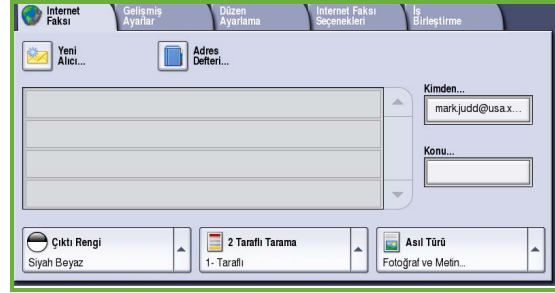 Internet Faksı
Gelişmiş Ayarlar
Düzen Ayarlama
Internet Faksı Seçenekleri
İş Birleştirme
Yeni Alıcı...
Adres Defteri...
Kimden...
mark.judd@usa.x...
Konu...
Çıktı Rengi
Siyah Beyaz
2 Taraflı Tarama
1- Taraflı
Asıl Türü
Fotoğraf ve Metin...